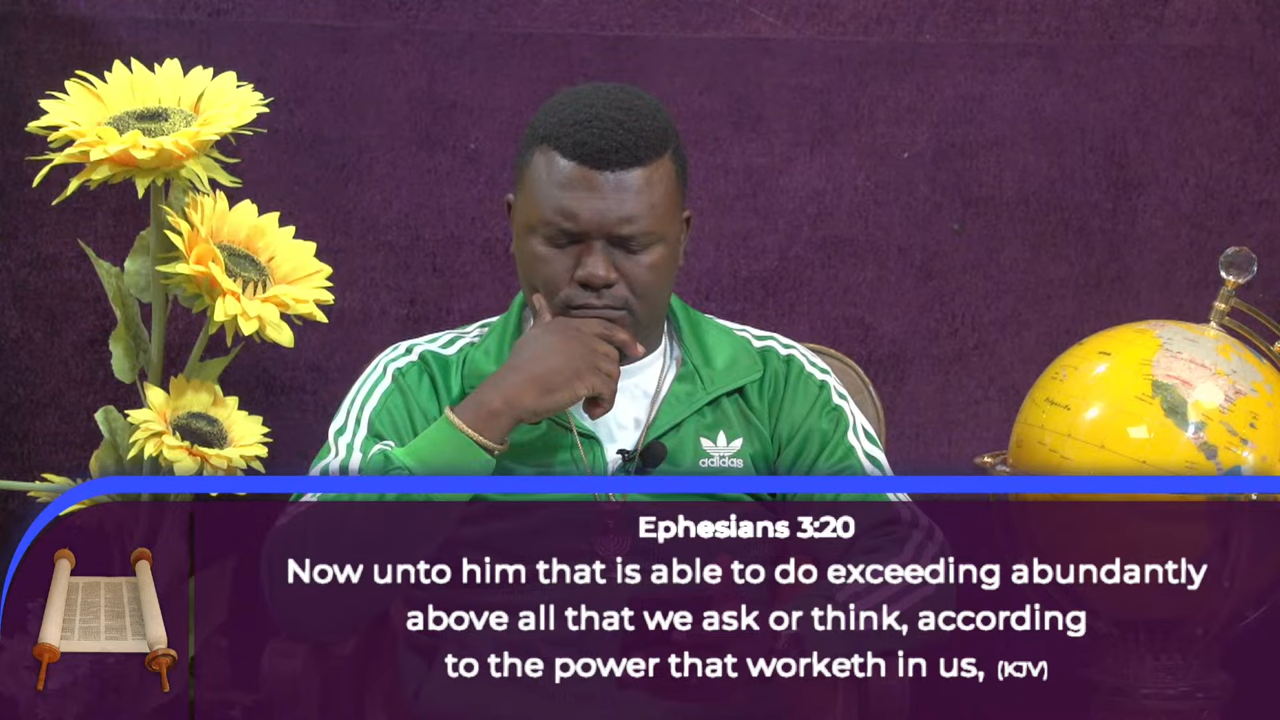 adidas
Ephesians 3:20
Now unto him that is able to do exceeding abundantly
above all that we ask or think, according
to the power that worketh in us, (KJV)